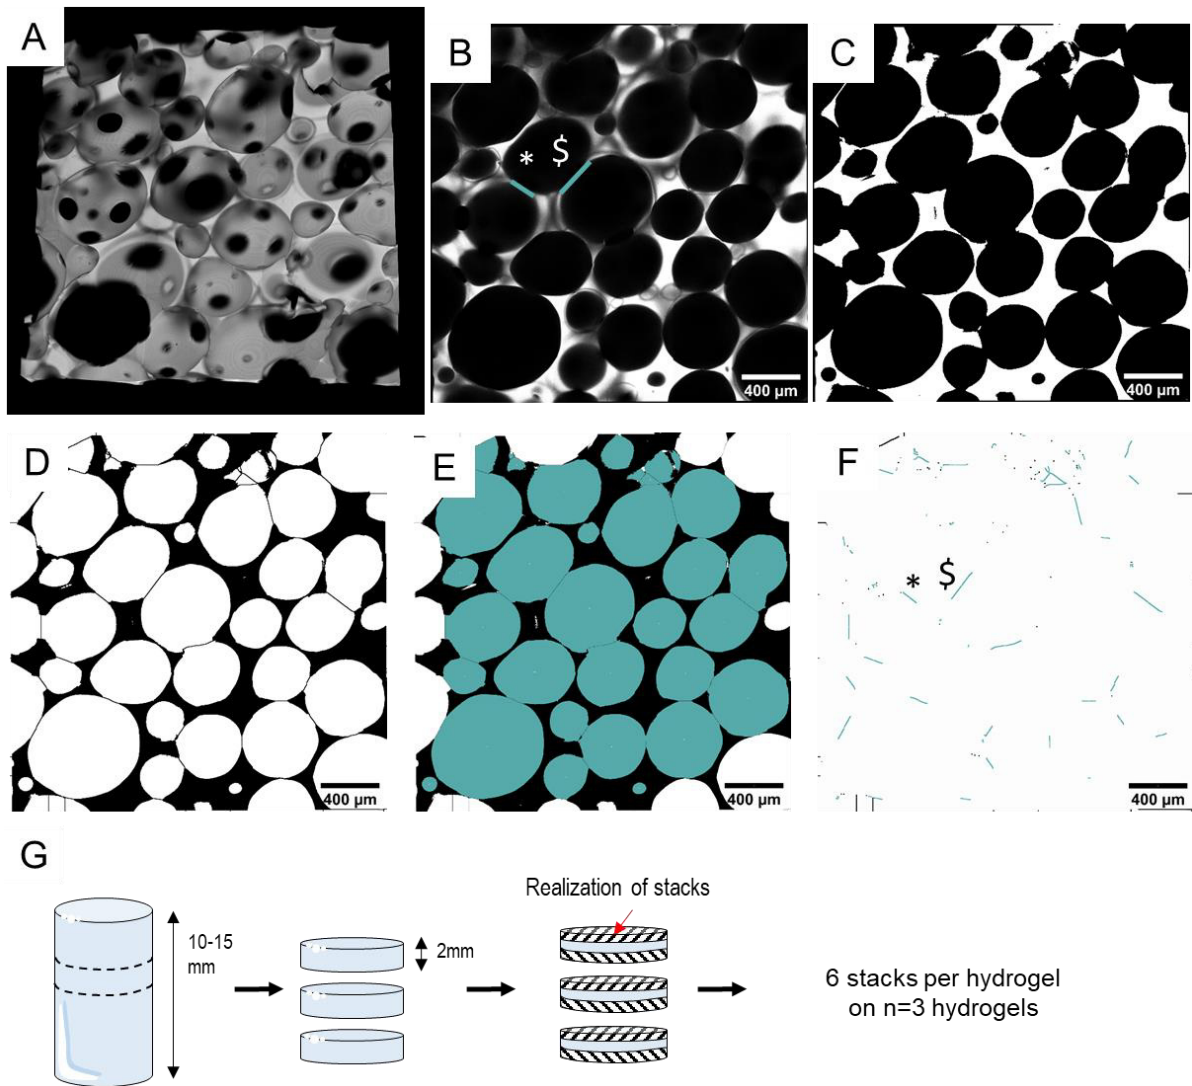 A
B
C
* $
400 µm
400 µm
D
E
F
* $
400 µm
400 µm
400 µm
G
Realization of stacks
10-15
mm
2mm
6 stacks per hydrogel
on n=3 hydrogels